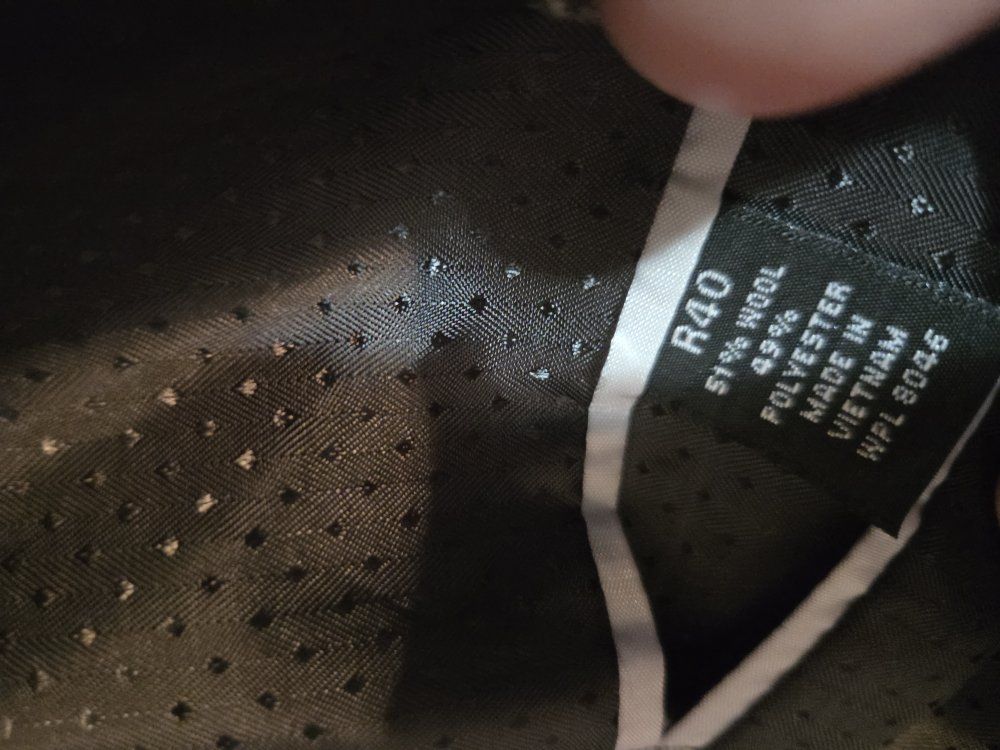 R40
51% WOOL
49%
POLYESTER
MADE IN
VIETNAM
WPL 8046